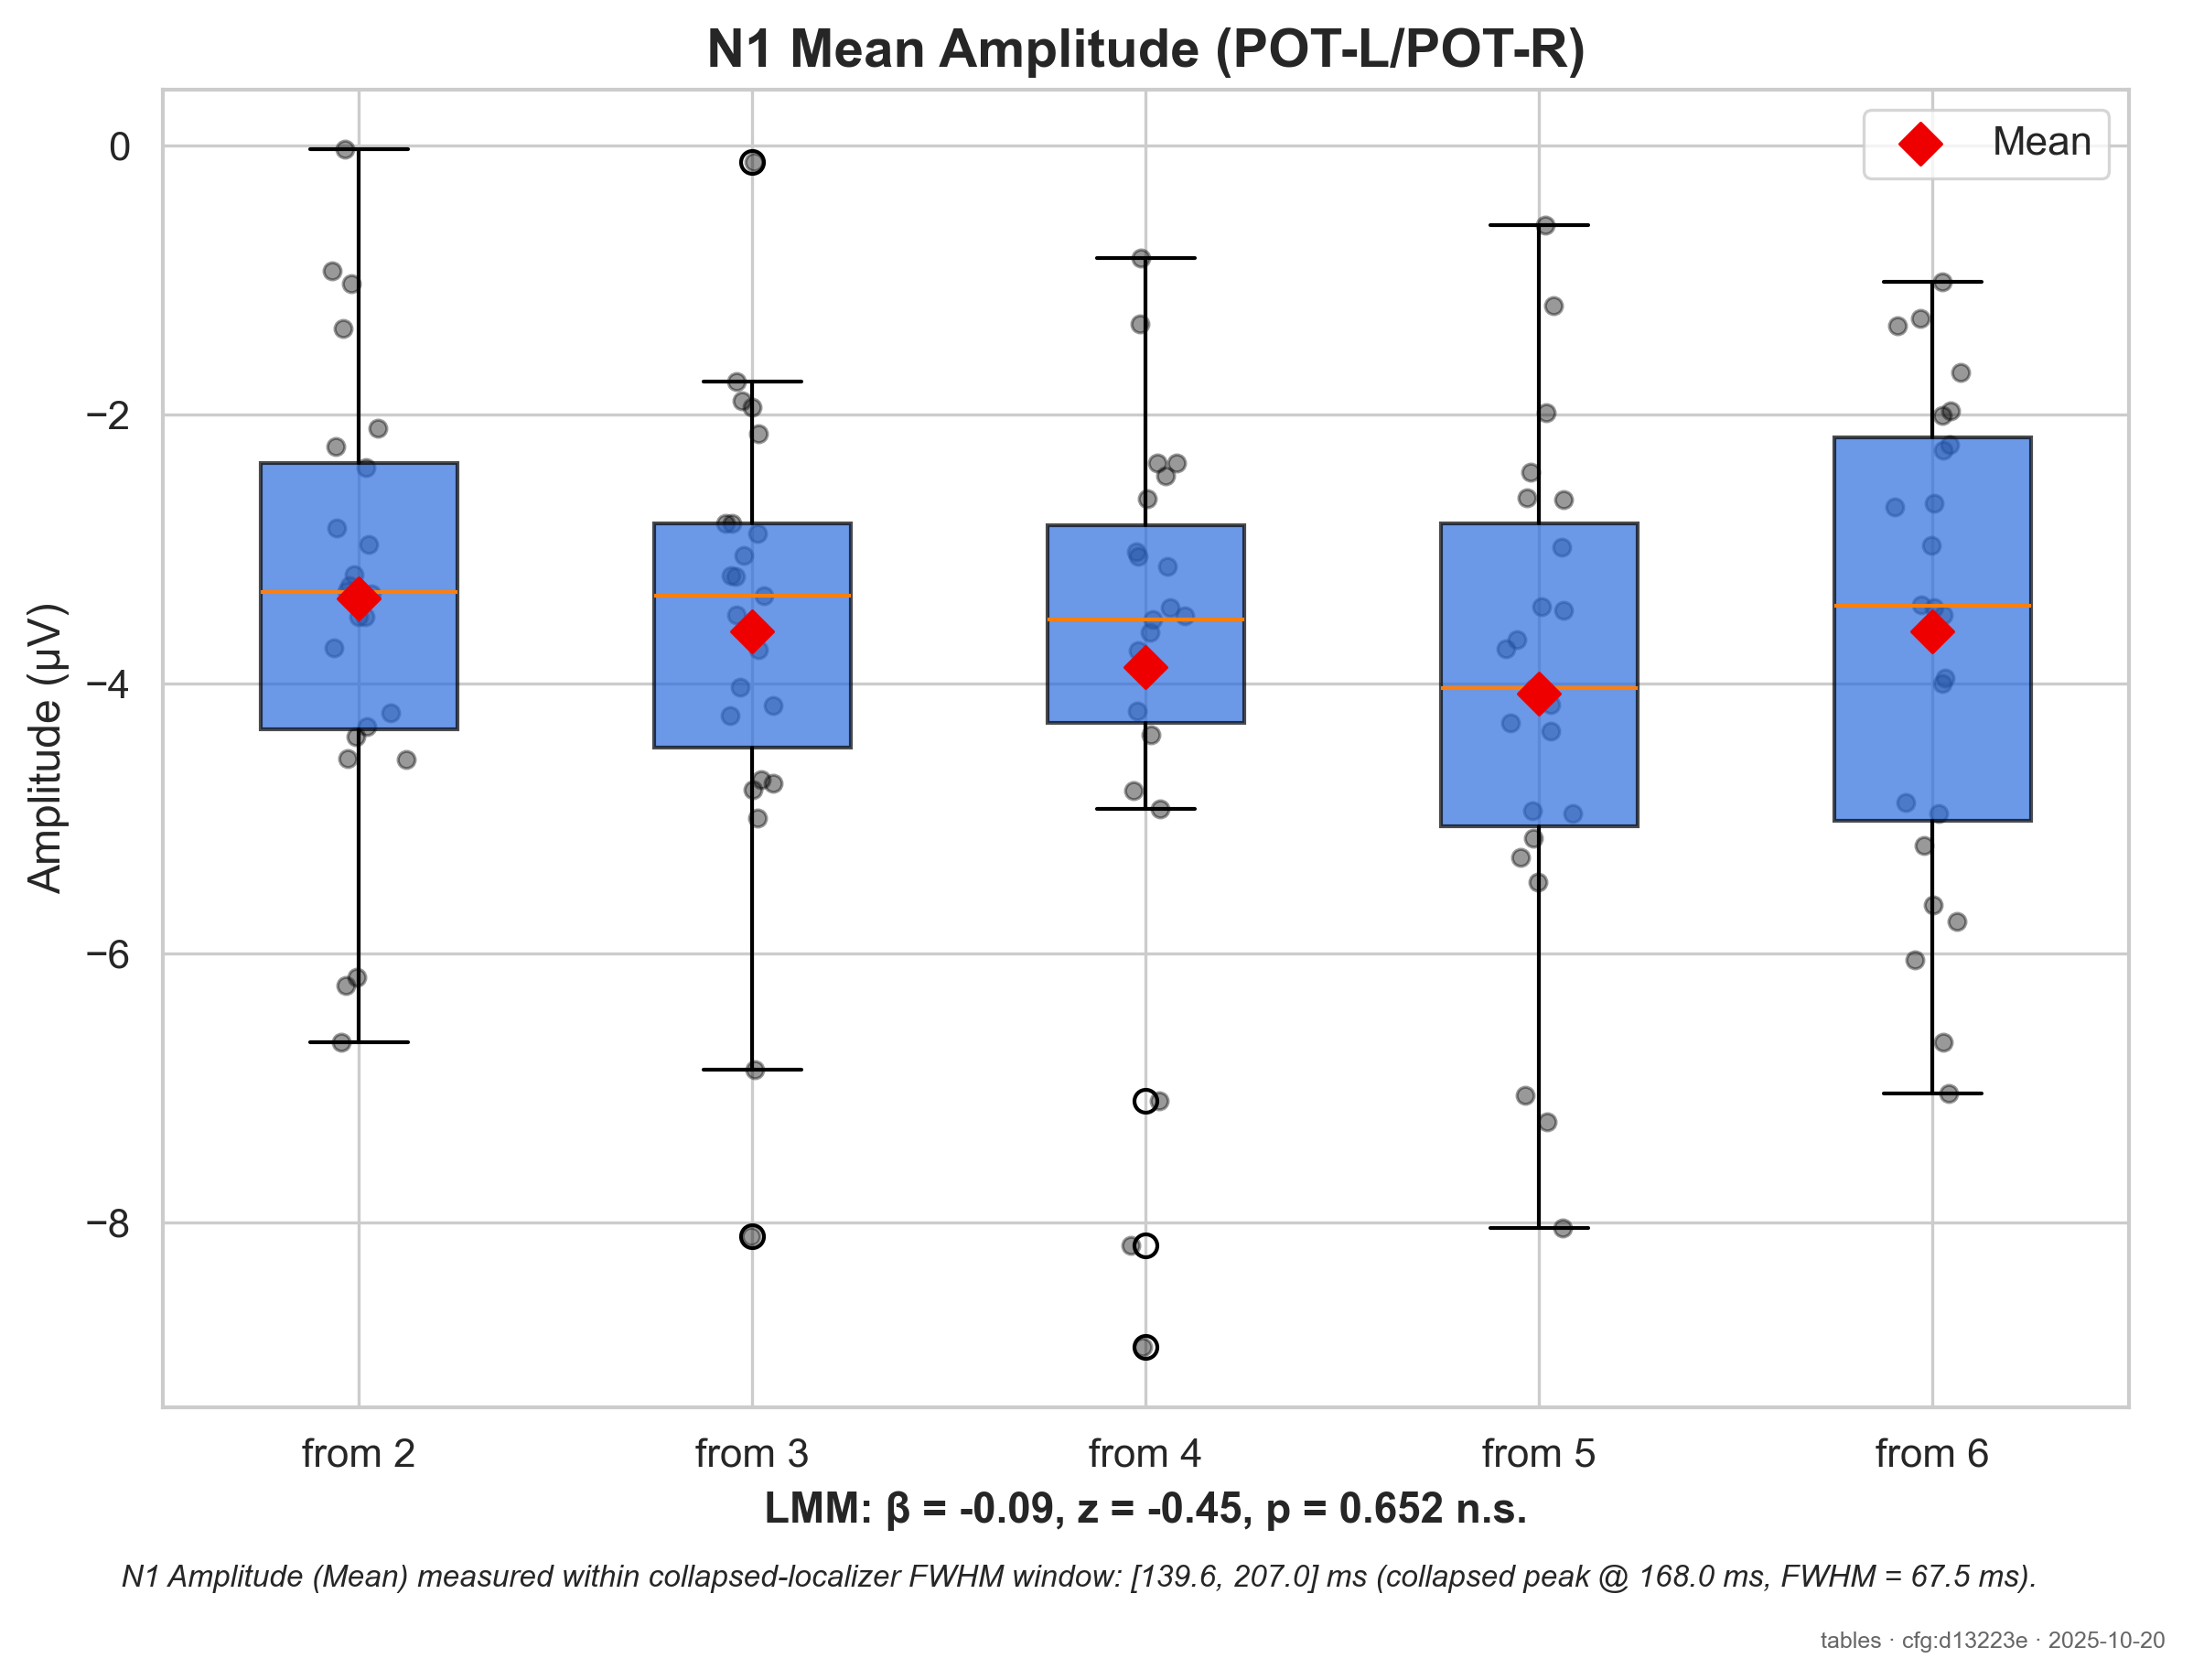 N1 Mean Amplitude (POT-L/POT-R)
Mean
Amplitude (µV)
0
−2
−4
−6
−8
from 2 from 3 from 4 from 5 from 6
LMM: β = -0.09, z = -0.45, p = 0.652 n.s.
N1 Amplitude (Mean) measured within collapsed-localizer FWHM window: [139.6, 207.0] ms (collapsed peak @ 168.0 ms, FWHM = 67.5 ms).
tables · cfg:d13223e · 2025-10-20